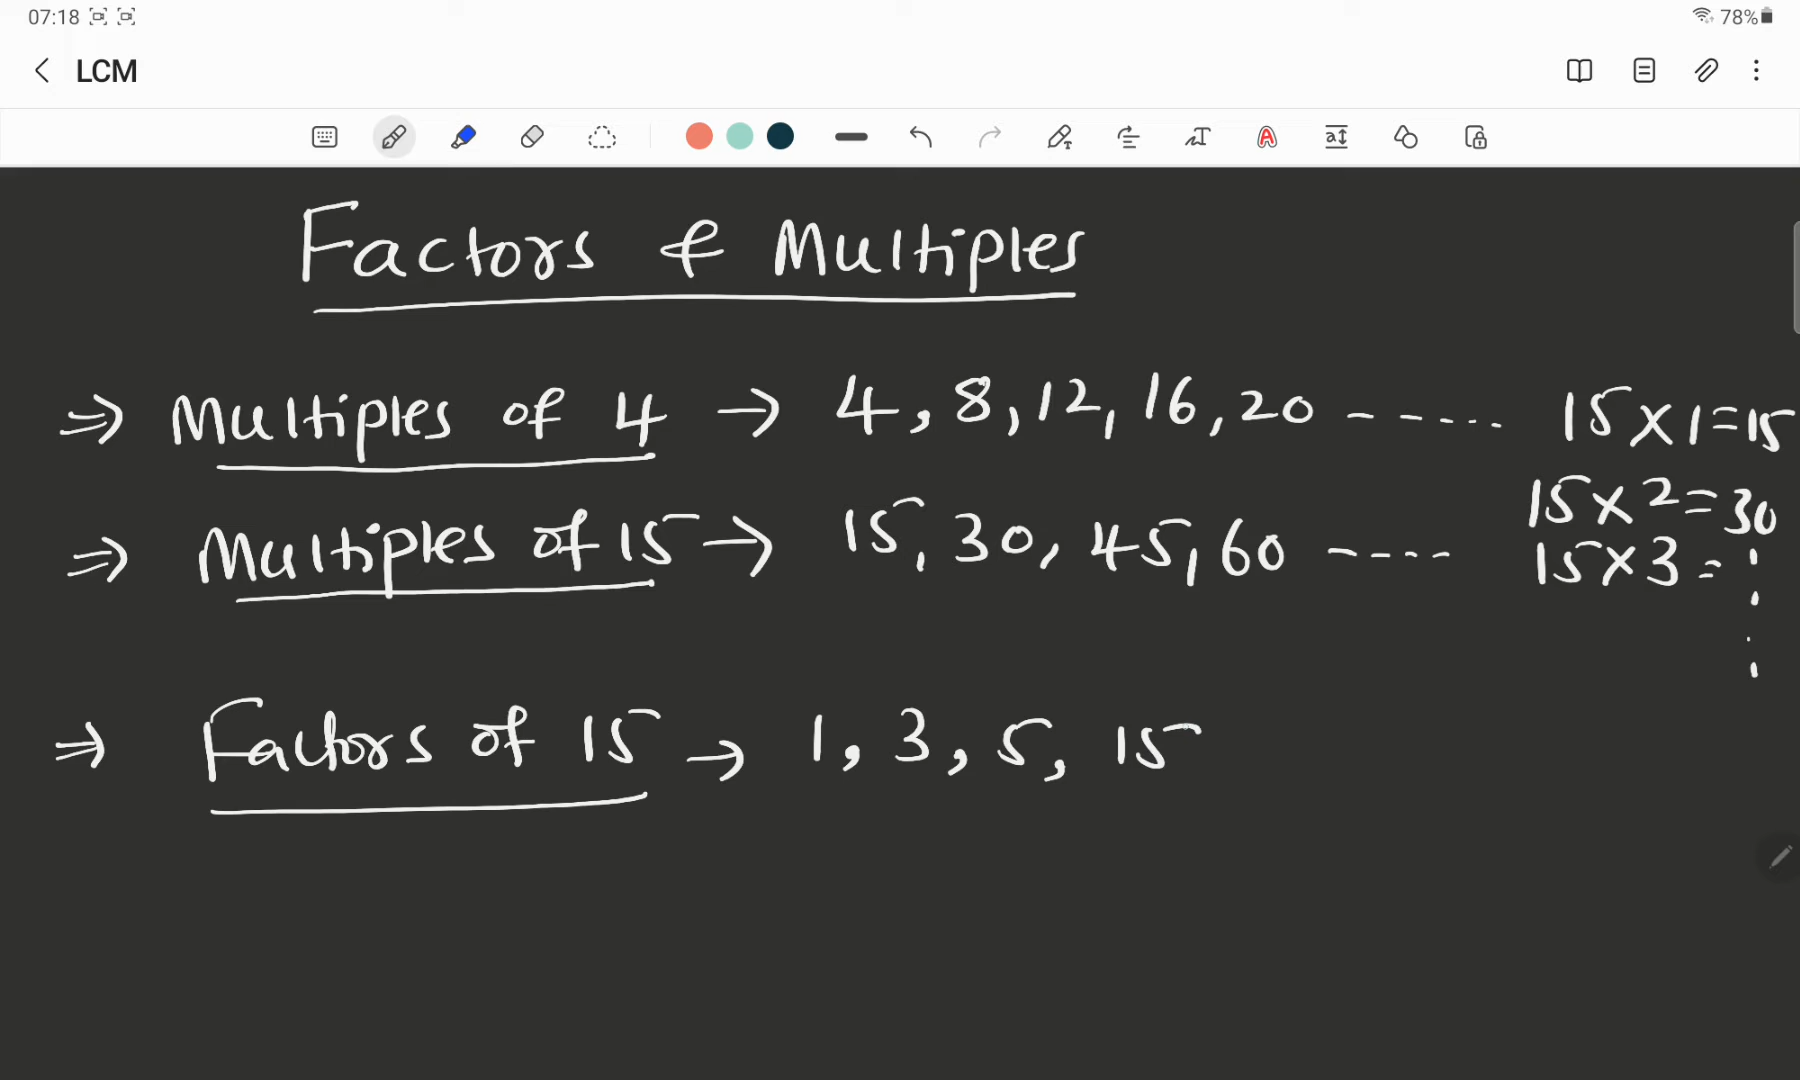 07:18 78%
LCM
Factors & Multiples
⇒ Multiples of 4 → 4, 8, 12, 16, 20 - - - - - - 15 × 1 = 15
15 × 2 = 30
⇒ Multiples of 15 → 15, 30, 45, 60 - - - - - 15 × 3 =
⇒ Factors of 15 → 1, 3, 5, 15